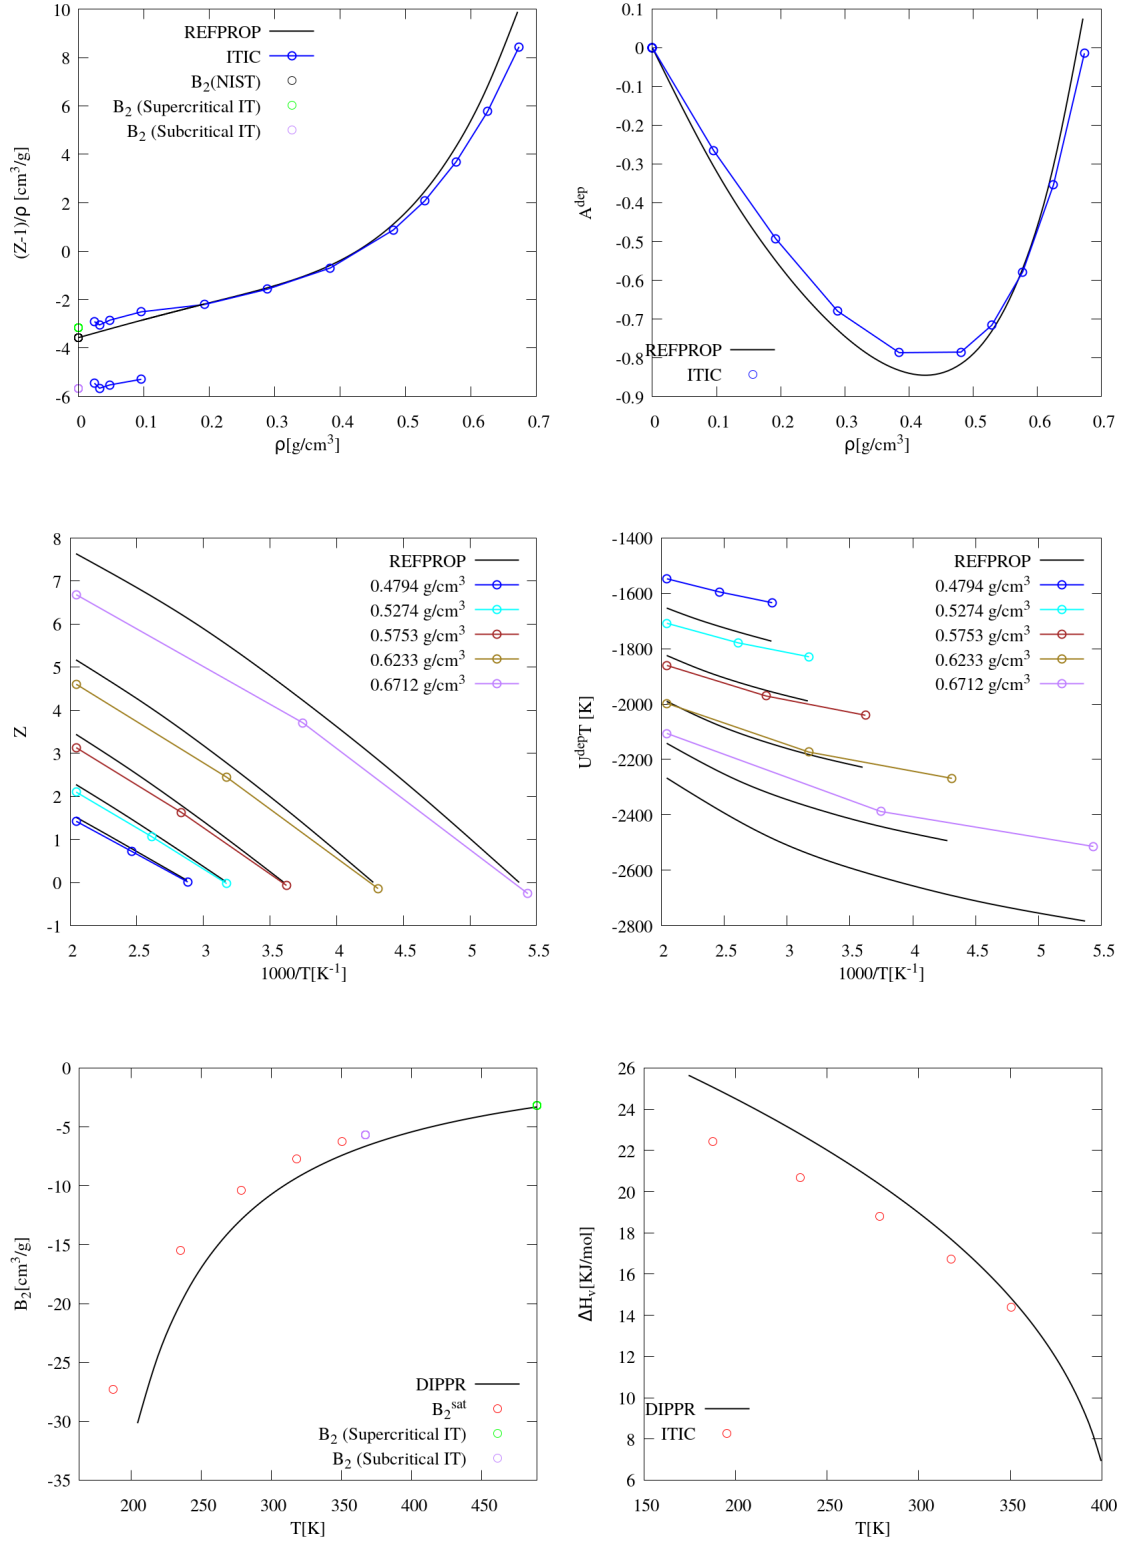 10
8
6
4
2
0
-2
-4
-6
(Z-1)/ρ [cm³/g]
REFPROP
ITIC
B₂(NIST)
B₂ (Supercritical IT)
B₂ (Subcritical IT)
0 0.1 0.2 0.3 0.4 0.5 0.6 0.7
ρ[g/cm³]
0.1
0
-0.1
-0.2
-0.3
-0.4
-0.5
-0.6
-0.7
-0.8
-0.9
A^dep
REFPROP
ITIC
0 0.1 0.2 0.3 0.4 0.5 0.6 0.7
ρ[g/cm³]
8
7
6
5
4
3
2
1
0
-1
Z
REFPROP
0.4794 g/cm³
0.5274 g/cm³
0.5753 g/cm³
0.6233 g/cm³
0.6712 g/cm³
2 2.5 3 3.5 4 4.5 5 5.5
1000/T[K⁻¹]
-1400
-1600
-1800
-2000
-2200
-2400
-2600
-2800
U^depT [K]
REFPROP
0.4794 g/cm³
0.5274 g/cm³
0.5753 g/cm³
0.6233 g/cm³
0.6712 g/cm³
2 2.5 3 3.5 4 4.5 5 5.5
1000/T[K⁻¹]
0
-5
-10
-15
-20
-25
-30
-35
B₂[cm³/g]
DIPPR
B₂^sat
B₂ (Supercritical IT)
B₂ (Subcritical IT)
200 250 300 350 400 450
T[K]
26
24
22
20
18
16
14
12
10
8
6
ΔHᵥ[KJ/mol]
DIPPR
ITIC
150 200 250 300 350 400
T[K]